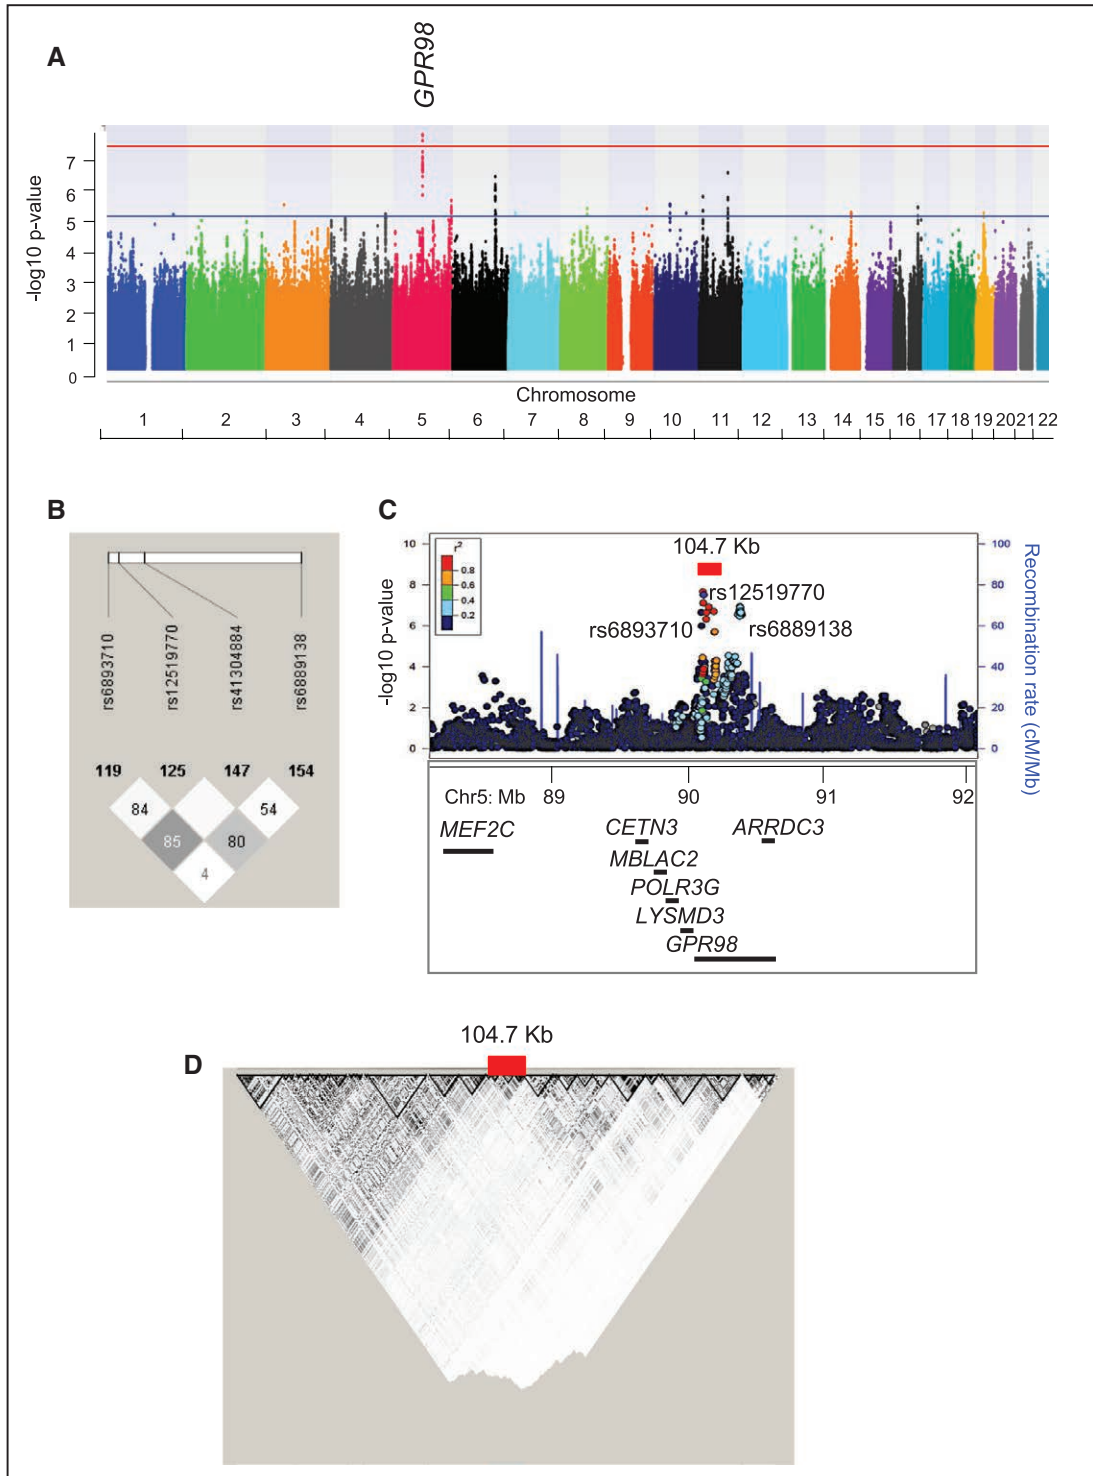 A
GPR98
-log10 p-value
7
6
5
4
3
2
1
0
Chromosome
1 2 3 4 5 6 7 8 9 10 11 12 13 14 15 16 17 18 19 20 21 22
B
rs6893710
rs12519770
rs41304884
rs6889138
119 125 147 154
84 54
85 80
4
C
r²
0.8
0.6
0.4
0.2
104.7 Kb
rs12519770
rs6893710
rs6889138
-log10 p-value
10
8
6
4
2
0
100
80
60
40
20
0
Recombination rate (cM/Mb)
Chr5: Mb 89 90 91 92
MEF2C CETN3 ARRDC3
MBLAC2
POLR3G
LYSMD3
GPR98
D
104.7 Kb